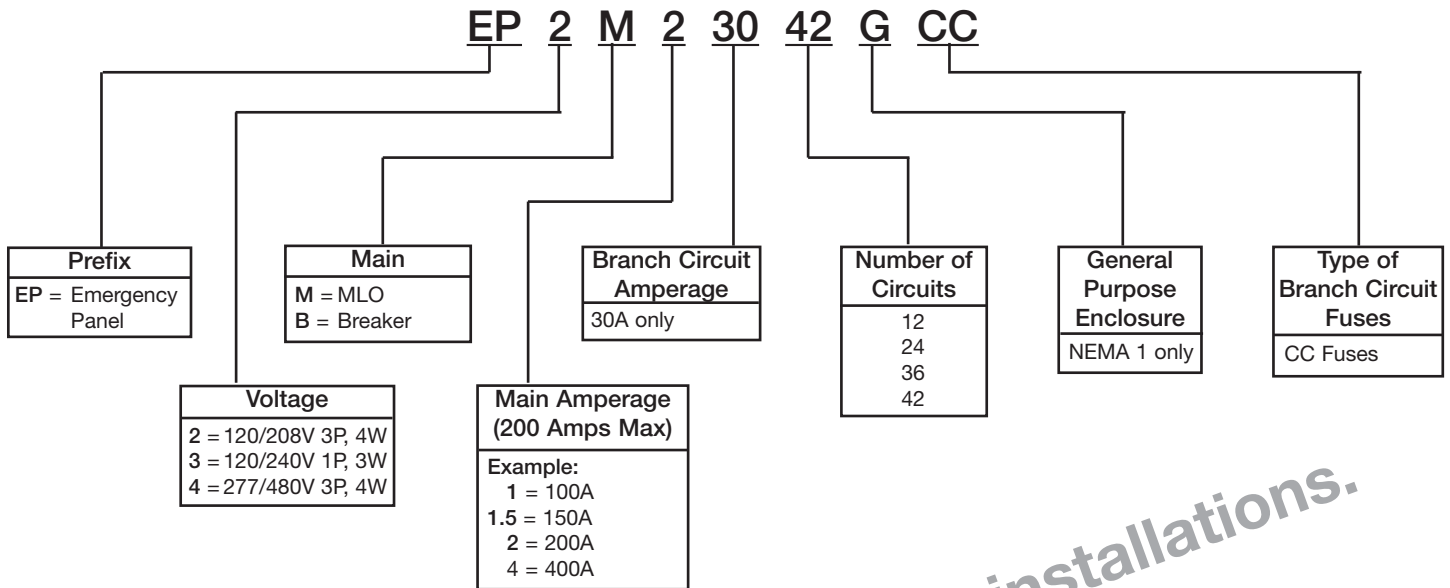 EP 2 M 2 30 42 G CC
Prefix
EP = Emergency
Panel
Voltage
2 = 120/208V 3P, 4W
3 = 120/240V 1P, 3W
4 = 277/480V 3P, 4W
Main
M = MLO
B = Breaker
Main Amperage
(200 Amps Max)
Example:
1 = 100A
1.5 = 150A
2 = 200A
4 = 400A
Branch Circuit
Amperage
30A only
Number of
Circuits
12
24
36
42
General
Purpose
Enclosure
NEMA 1 only
Type of
Branch Circuit
Fuses
CC Fuses
installations.